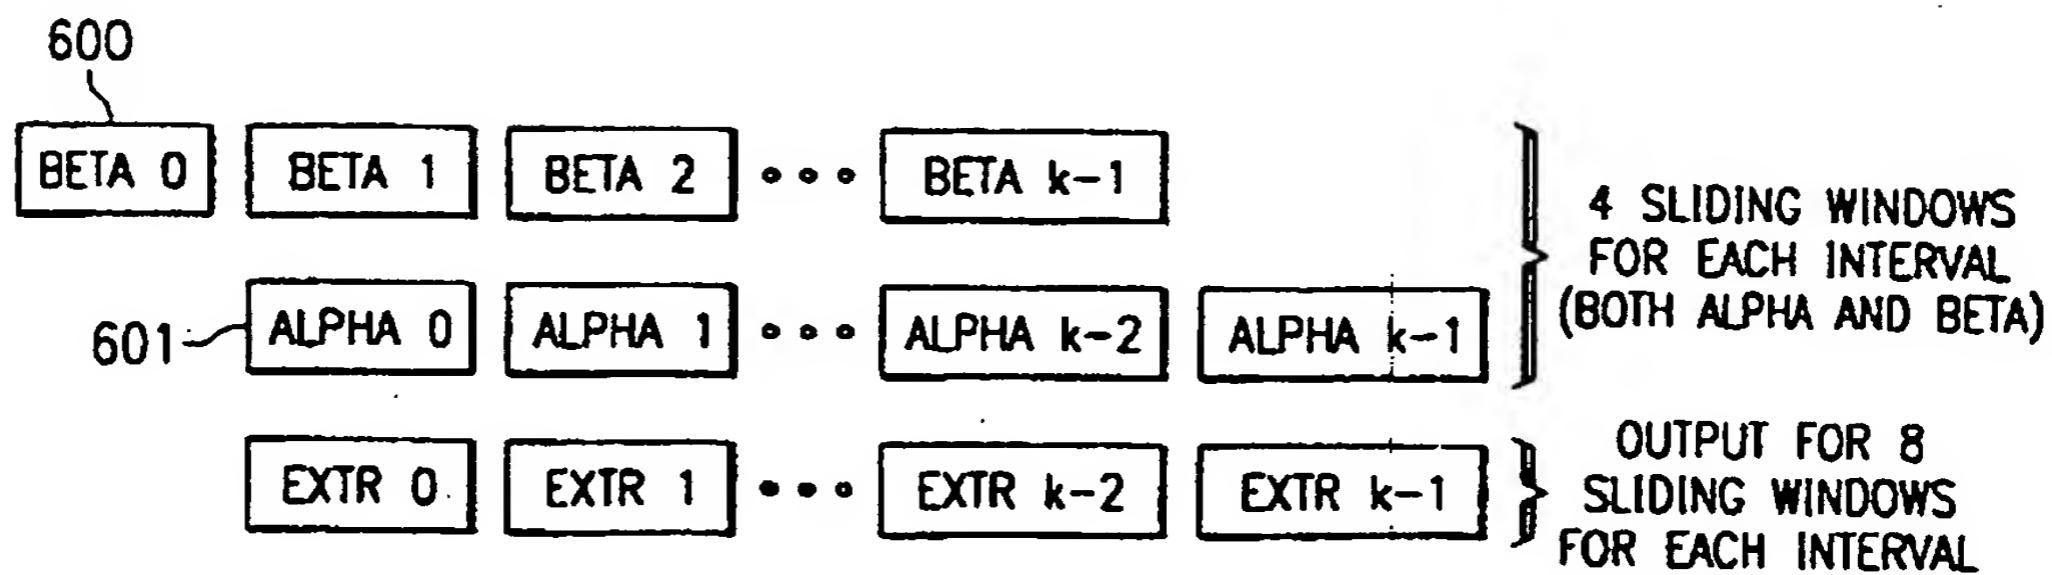 600
BETA 0 BETA 1 BETA 2 ••• BETA k-1
4 SLIDING WINDOWS
FOR EACH INTERVAL
(BOTH ALPHA AND BETA)
601 ALPHA 0 ALPHA 1 ••• ALPHA k-2 ALPHA k-1
EXTR 0 EXTR 1 ••• EXTR k-2 EXTR k-1
OUTPUT FOR 8
SLIDING WINDOWS
FOR EACH INTERVAL